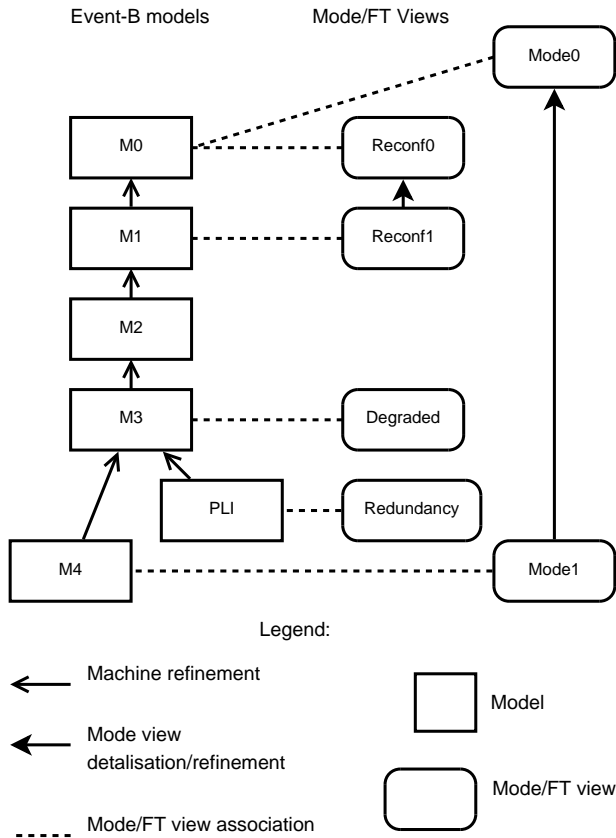 Event-B models
Mode/FT Views
Mode0
M0
Reconf0
M1
Reconf1
M2
M3
Degraded
PLI
Redundancy
M4
Mode1
Legend:
Machine refinement
Model
Mode view
detalisation/refinement
Mode/FT view
Mode/FT view association